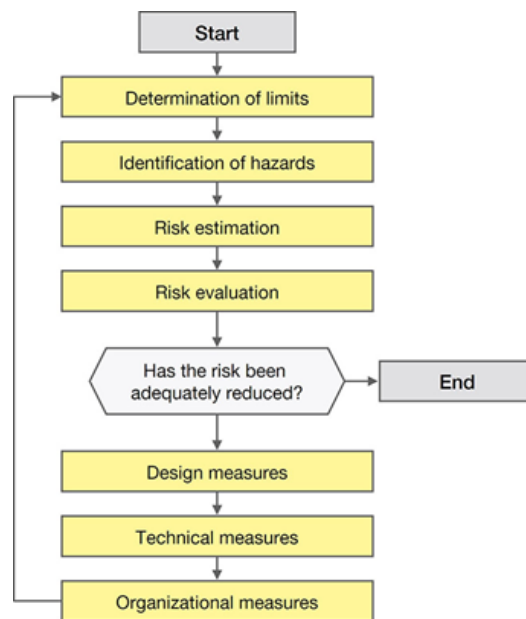 Start
Determination of limits
Identification of hazards
Risk estimation
Risk evaluation
Has the risk been
adequately reduced?
End
Design measures
Technical measures
Organizational measures